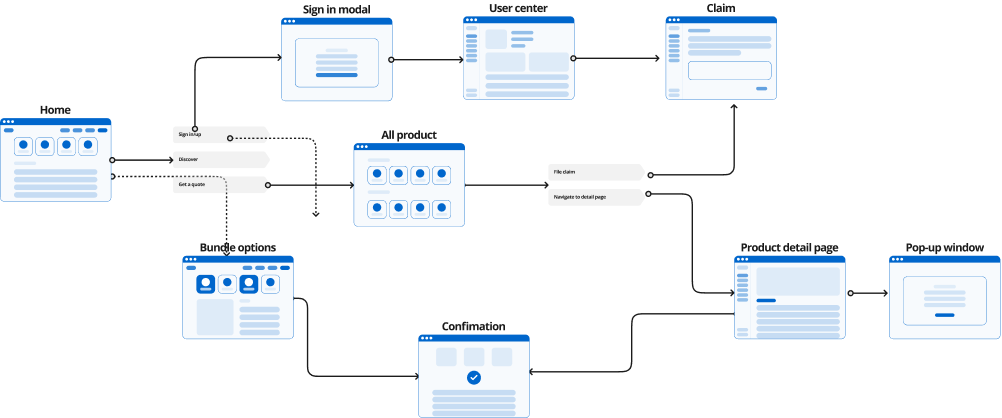 Sign in modal
User center
Claim
Home
Sign in/up
All product
Discover
File claim
Get a quote
Navigate to detail page
Bundle options
Product detail page
Pop-up window
Confimation